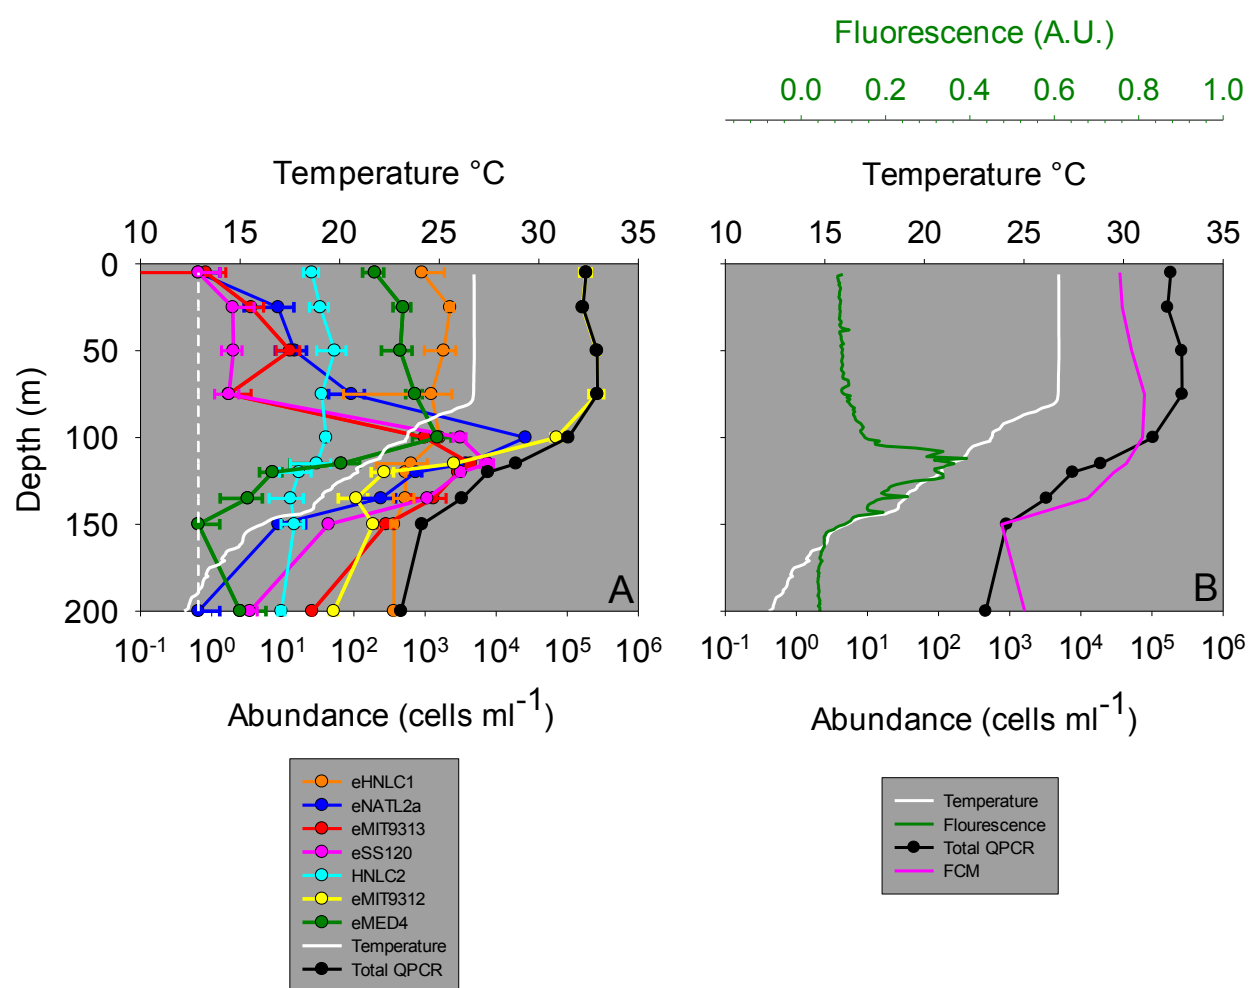 Fluorescence (A.U.)
0.0 0.2 0.4 0.6 0.8 1.0
Temperature °C
10 15 20 25 30 35
Temperature °C
10 15 20 25 30 35
Depth (m)
0
50
100
150
200
A
B
10-1 100 101 102 103 104 105 106
Abundance (cells ml-1)
10-1 100 101 102 103 104 105 106
Abundance (cells ml-1)
eHNLC1
eNATL2a
eMIT9313
eSS120
HNLC2
eMIT9312
eMED4
Temperature
Total QPCR
Temperature
Flourescence
Total QPCR
FCM